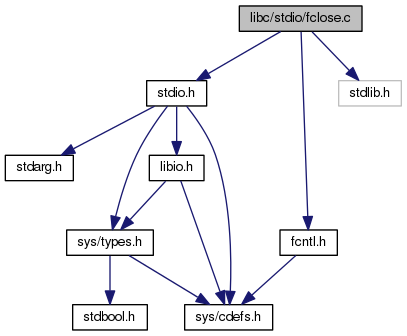 libc/stdio/fclose.c
stdio.h
stdlib.h
stdarg.h
libio.h
sys/types.h
fcntl.h
stdbool.h
sys/cdefs.h